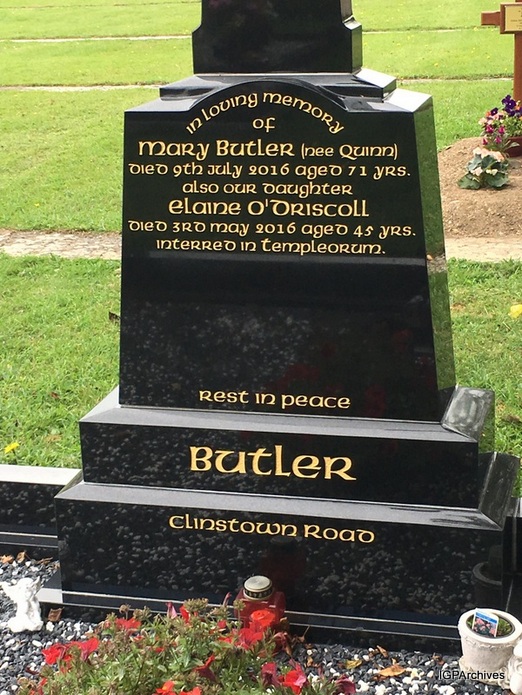 in loving memory
of
Mary Butler (nee Quinn)
died 9th July 2016 aged 71 yrs.
also our daughter
Elaine O'Driscoll
died 3rd May 2016 aged 45 yrs.
interred in Templeorum.
Rest in peace
Butler
Clinstown Road
IGPArchives